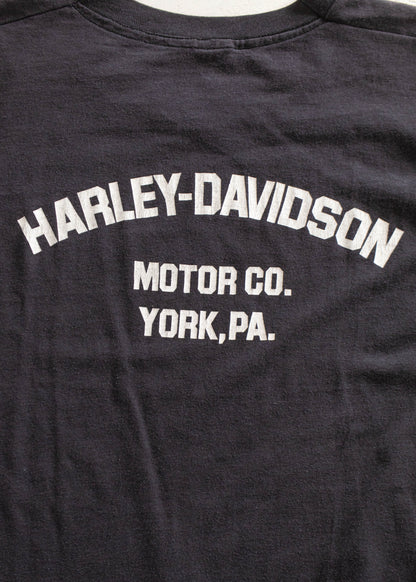 HARLEY-DAVIDSON
MOTOR CO.
YORK, PA.